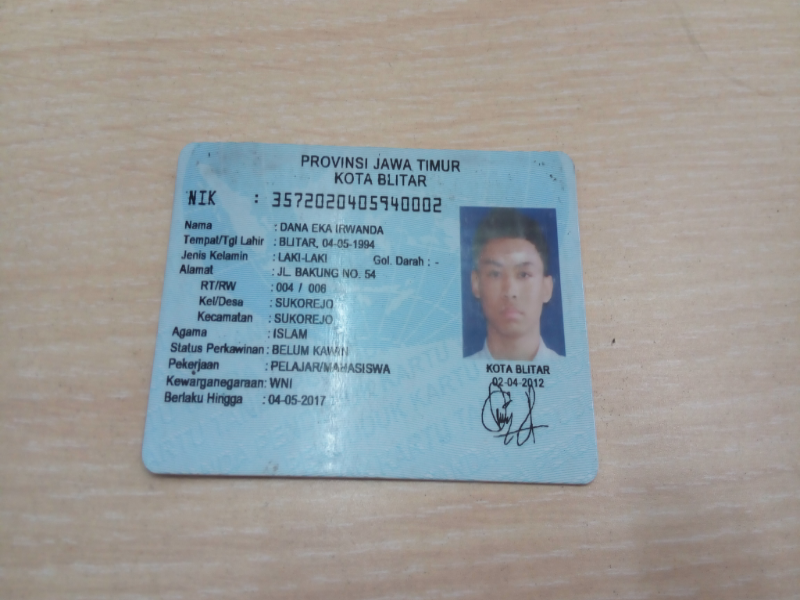 PROVINSI JAWA TIMUR
KOTA BLITAR
NIK : 3572020405940002
Nama : DANA EKA IRWANDA
Tempat/Tgl Lahir : BLITAR, 04-05-1994
Jenis Kelamin : LAKI-LAKI Gol. Darah : -
Alamat : JL. BAKUNG NO. 54
RT/RW : 004 / 006
Kel/Desa : SUKOREJO
Kecamatan : SUKOREJO
Agama : ISLAM
Status Perkawinan : BELUM KAWIN
Pekerjaan : PELAJAR/MAHASISWA
Kewarganegaraan : WNI
Berlaku Hingga : 04-05-2017
KOTA BLITAR
02-04-2012